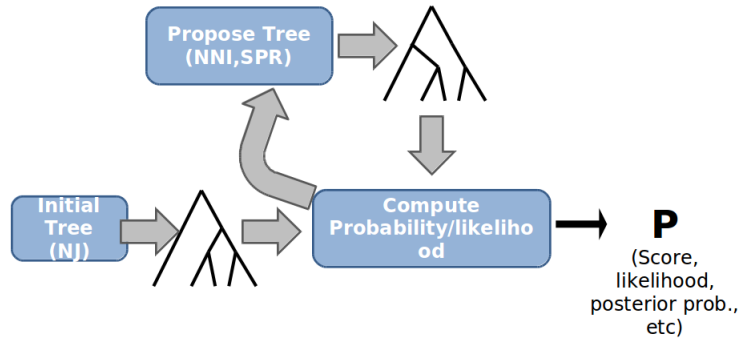 Propose Tree
(NNI,SPR)
Initial
Tree
(NJ)
Compute
Probability/likeliho
od
P
(Score,
likelihood,
posterior prob.,
etc)